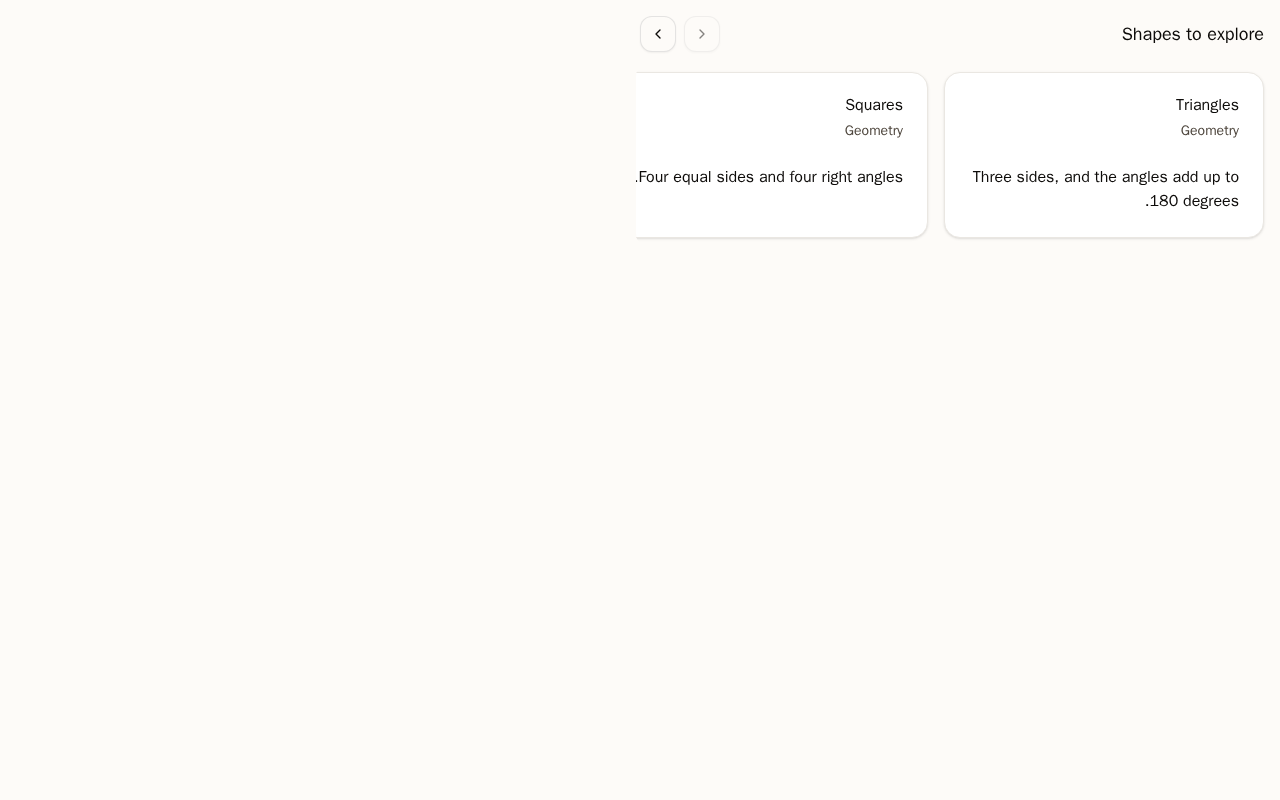 Shapes to explore
Triangles
Geometry
Three sides, and the angles add up to
.180 degrees
Squares
Geometry
.Four equal sides and four right angles